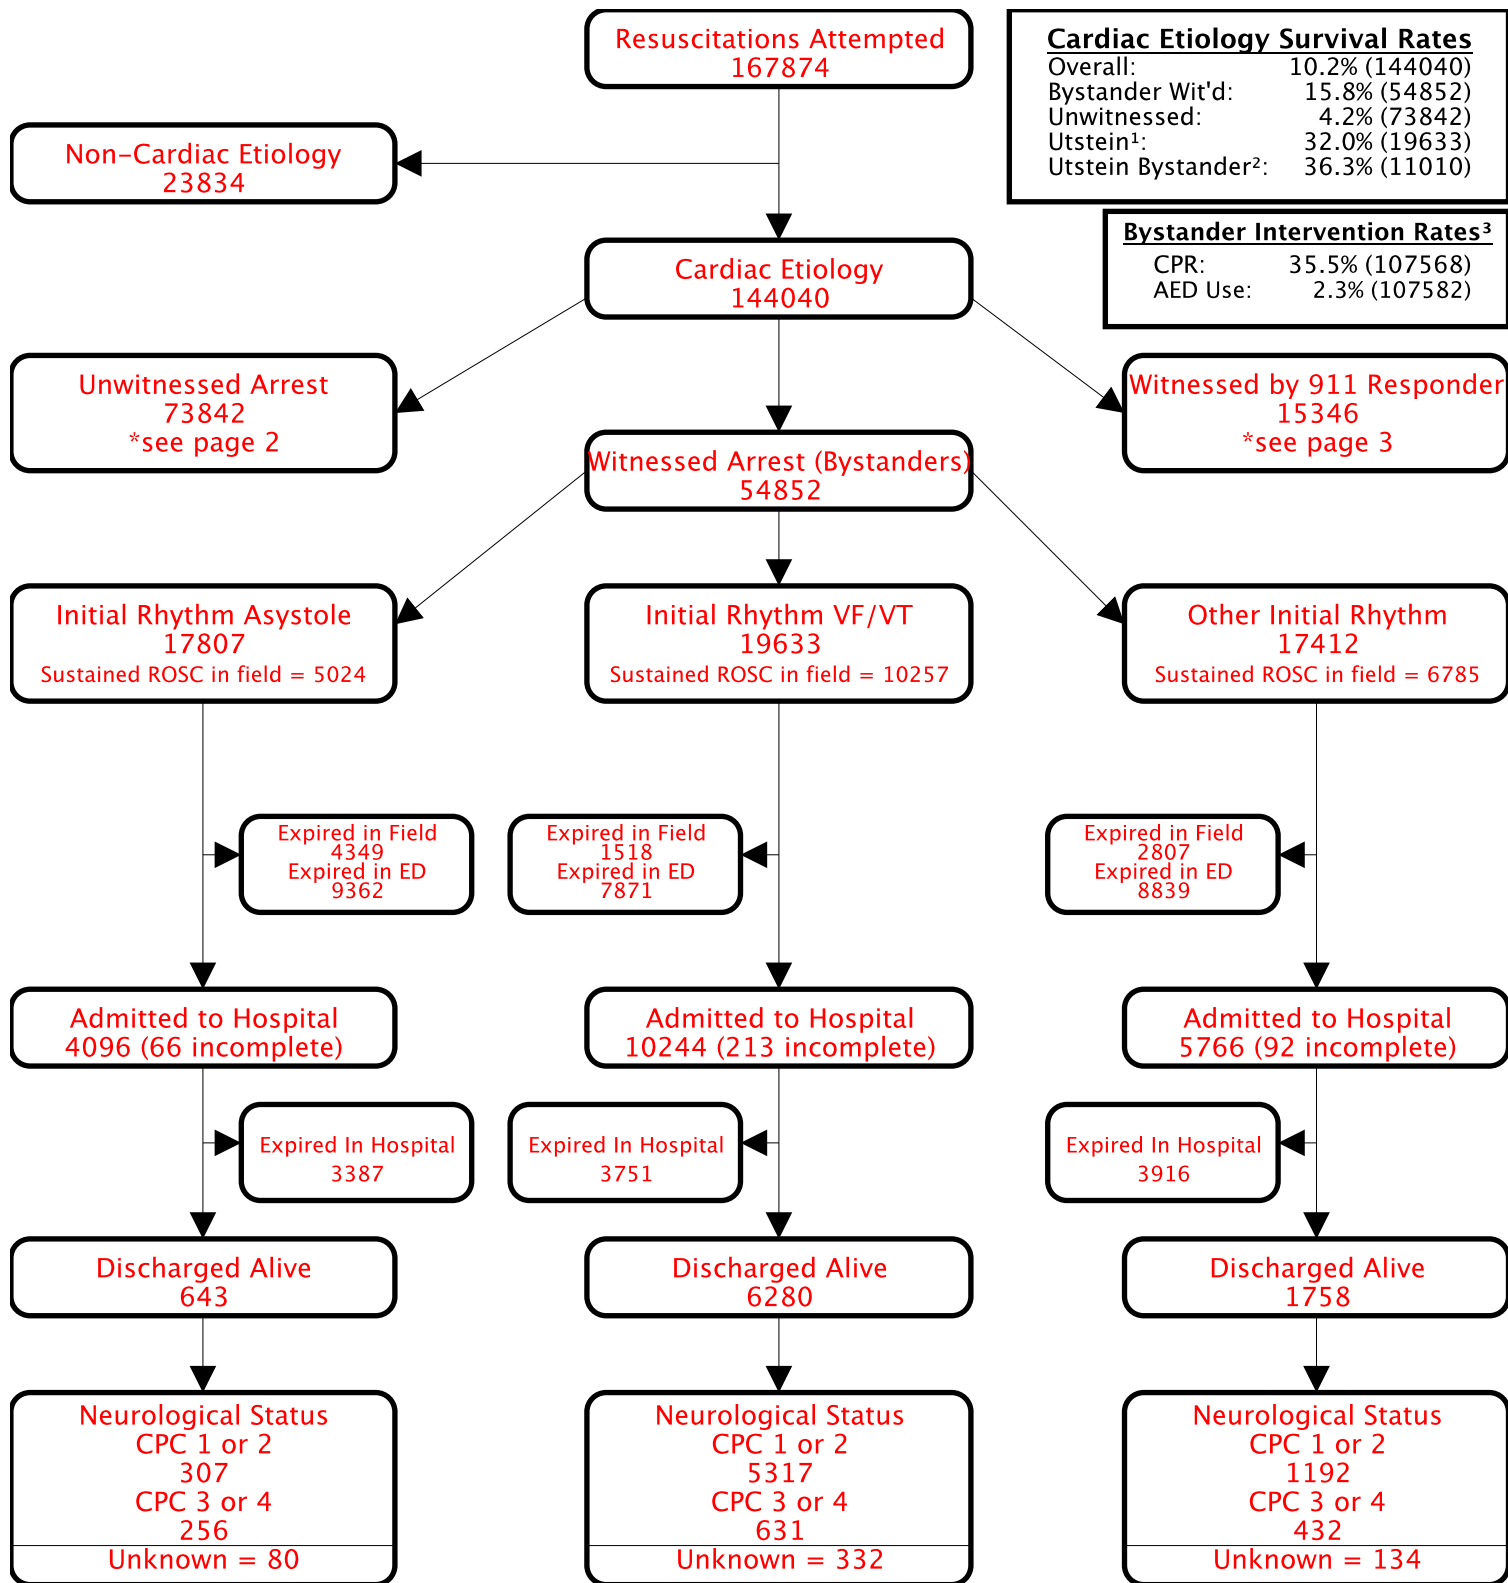 Resuscitations Attempted
167874
Cardiac Etiology Survival Rates
Overall: 10.2% (144040)
Bystander Wit'd: 15.8% (54852)
Unwitnessed: 4.2% (73842)
Utstein¹: 32.0% (19633)
Utstein Bystander²: 36.3% (11010)
Non-Cardiac Etiology
23834
Bystander Intervention Rates³
CPR: 35.5% (107568)
AED Use: 2.3% (107582)
Cardiac Etiology
144040
Unwitnessed Arrest
73842
*see page 2
Witnessed Arrest (Bystanders)
54852
Witnessed by 911 Responder
15346
*see page 3
Initial Rhythm Asystole
17807
Sustained ROSC in field = 5024
Initial Rhythm VF/VT
19633
Sustained ROSC in field = 10257
Other Initial Rhythm
17412
Sustained ROSC in field = 6785
Expired in Field
4349
Expired in ED
9362
Expired in Field
1518
Expired in ED
7871
Expired in Field
2807
Expired in ED
8839
Admitted to Hospital
4096 (66 incomplete)
Admitted to Hospital
10244 (213 incomplete)
Admitted to Hospital
5766 (92 incomplete)
Expired In Hospital
3387
Expired In Hospital
3751
Expired In Hospital
3916
Discharged Alive
643
Discharged Alive
6280
Discharged Alive
1758
Neurological Status
CPC 1 or 2
307
CPC 3 or 4
256
Unknown = 80
Neurological Status
CPC 1 or 2
5317
CPC 3 or 4
631
Unknown = 332
Neurological Status
CPC 1 or 2
1192
CPC 3 or 4
432
Unknown = 134